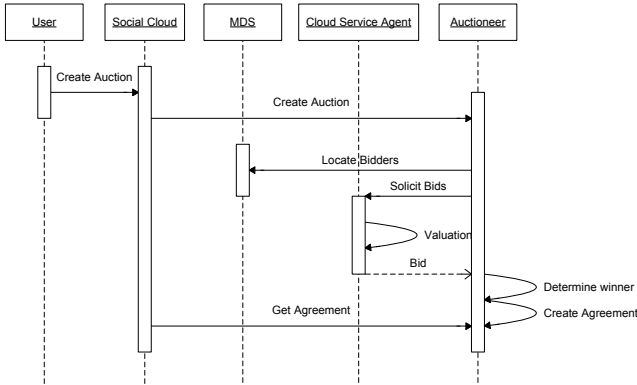 User
Social Cloud
MDS
Cloud Service Agent
Auctioneer
Create Auction
Create Auction
Locate Bidders
Solicit Bids
Valuation
Bid
Determine winner
Create Agreement
Get Agreement